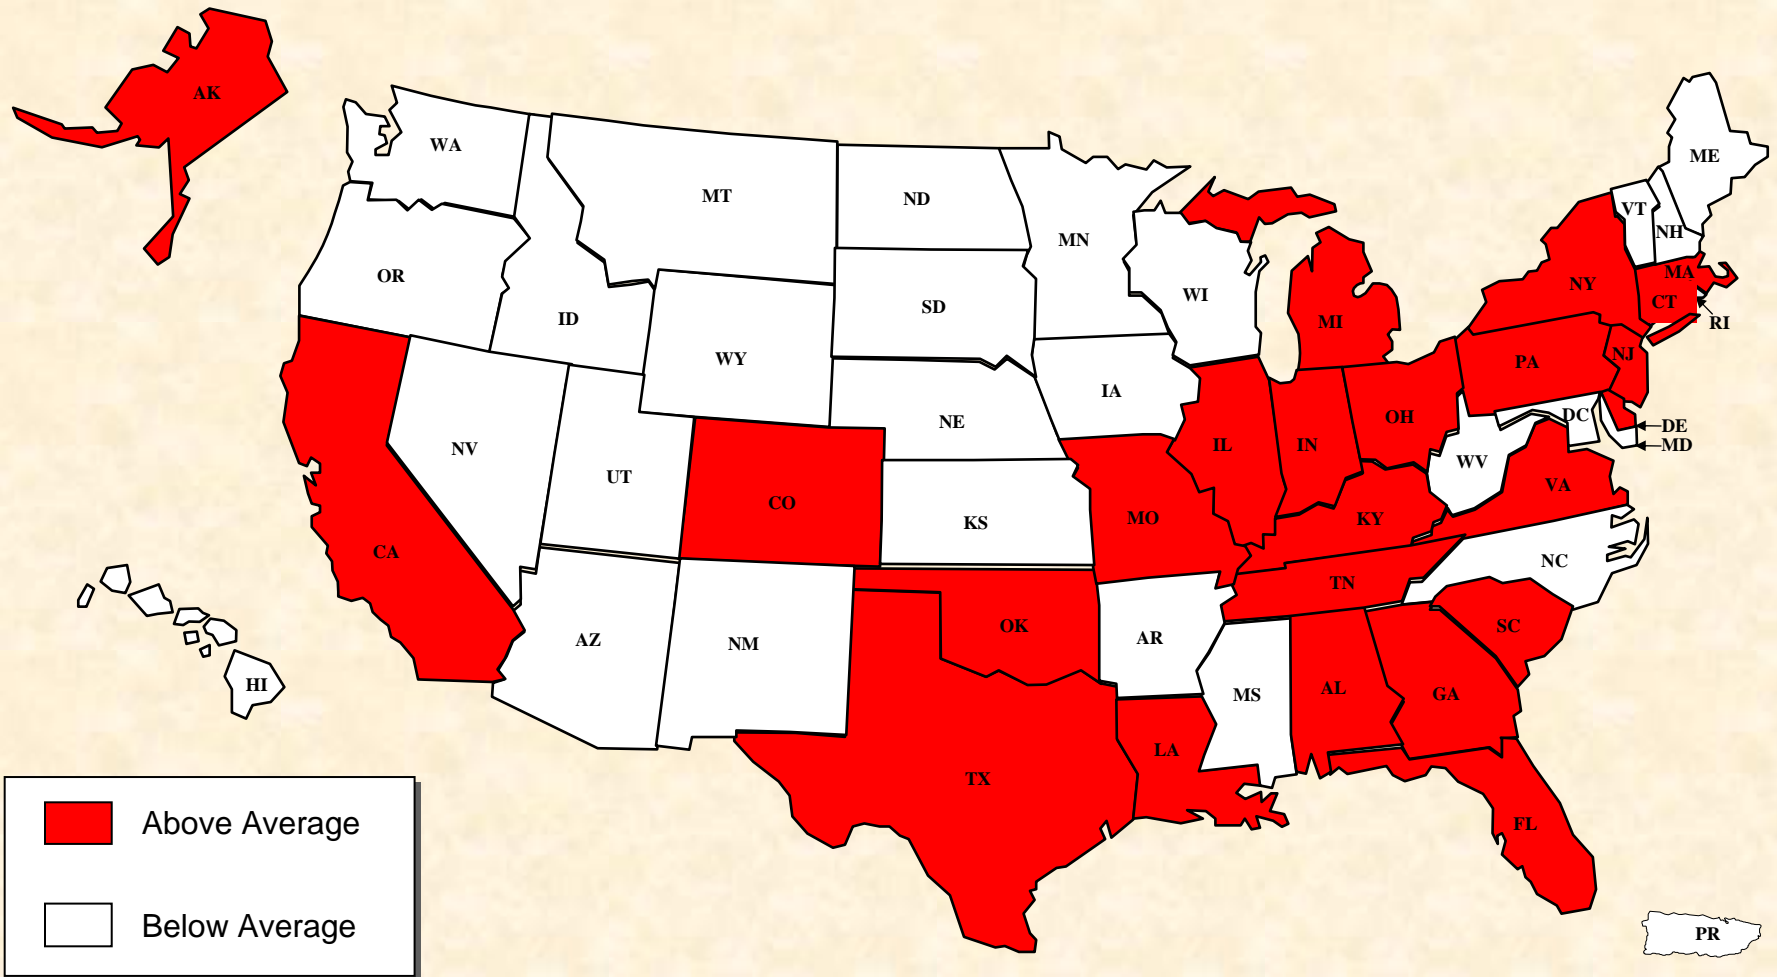 AK
WA
ME
MT
ND
VT
MN
NH
OR
MA
NY
WI
CT
SD
ID
MI
RI
WY
NJ
PA
IA
NE
DC
OH
DE
IL
IN
MD
NV
WV
UT
VA
CO
MO
KY
KS
CA
NC
TN
OK
SC
AZ
AR
NM
HI
AL
MS
GA
LA
TX
Above Average
FL
Below Average
PR